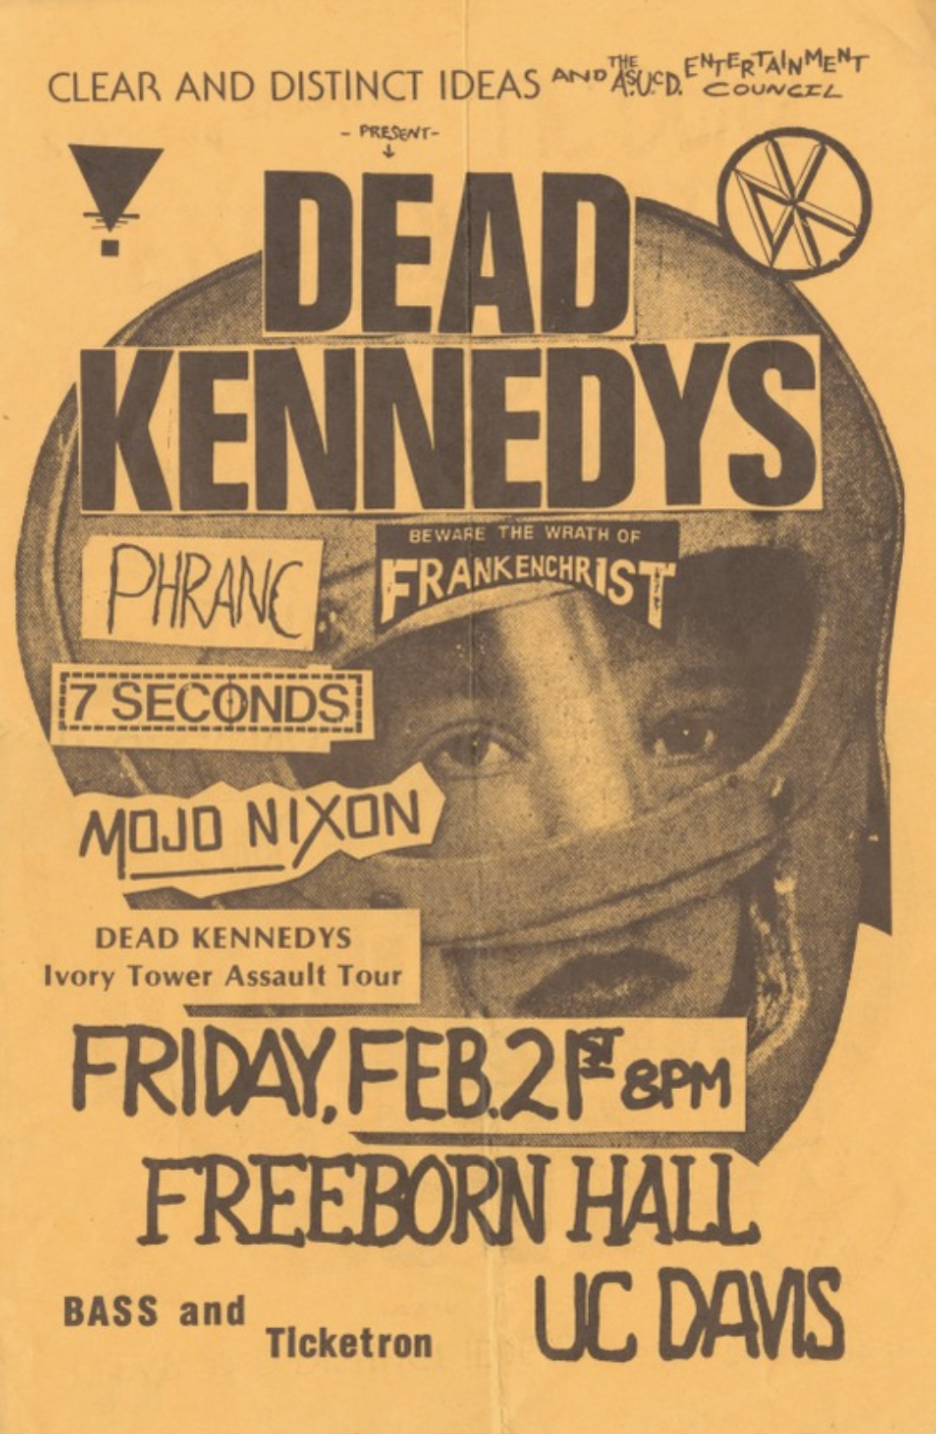 CLEAR AND DISTINCT IDEAS AND THE A.S.U.C.D. ENTERTAINMENT COUNCIL
- PRESENT -
DEAD
KENNEDYS
DK
PHRANC
BEWARE THE WRATH OF
FRANKENCHRIST
7 SECONDS
MOJO NIXON
DEAD KENNEDYS
Ivory Tower Assault Tour
FRIDAY, FEB. 21ST 8PM
FREEBORN HALL
UC DAVIS
BASS and
Ticketron